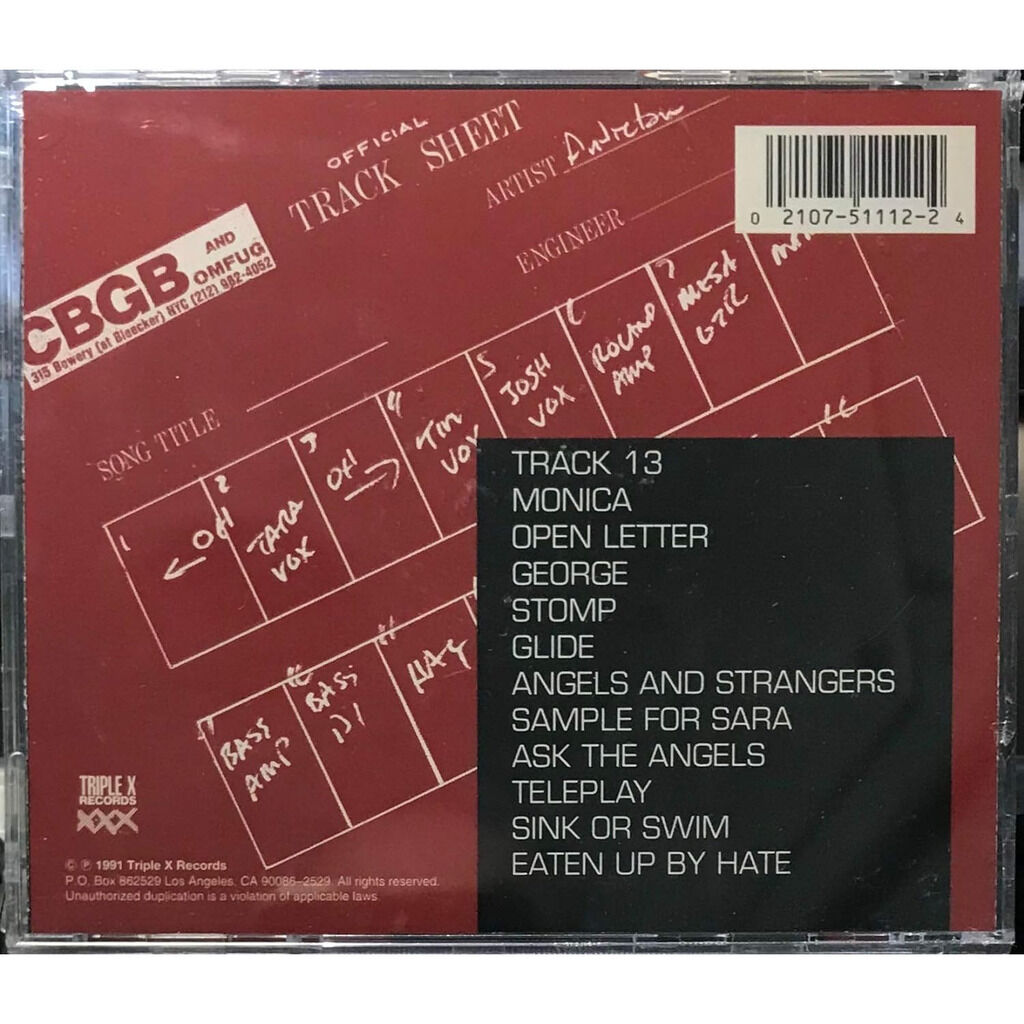 OFFICIAL
TRACK SHEET
ARTIST
ENGINEER
0 2107-51112-2 4
CBGB AND
OMFUG
315 Bowery (at Bleecker) NYC (212) 982-4052
SONG TITLE
1 ← OH
2 TARA VOX
3 OH →
4 TIM VOX
5 JOSH VOX
6 ROUND AMP
7 MESA GTR
BASS AMP
BASS DI
TRACK 13
MONICA
OPEN LETTER
GEORGE
STOMP
GLIDE
ANGELS AND STRANGERS
SAMPLE FOR SARA
ASK THE ANGELS
TELEPLAY
SINK OR SWIM
EATEN UP BY HATE
TRIPLE X
RECORDS
XXX
© ℗ 1991 Triple X Records
P.O. Box 862529 Los Angeles, CA 90086-2529. All rights reserved.
Unauthorized duplication is a violation of applicable laws.